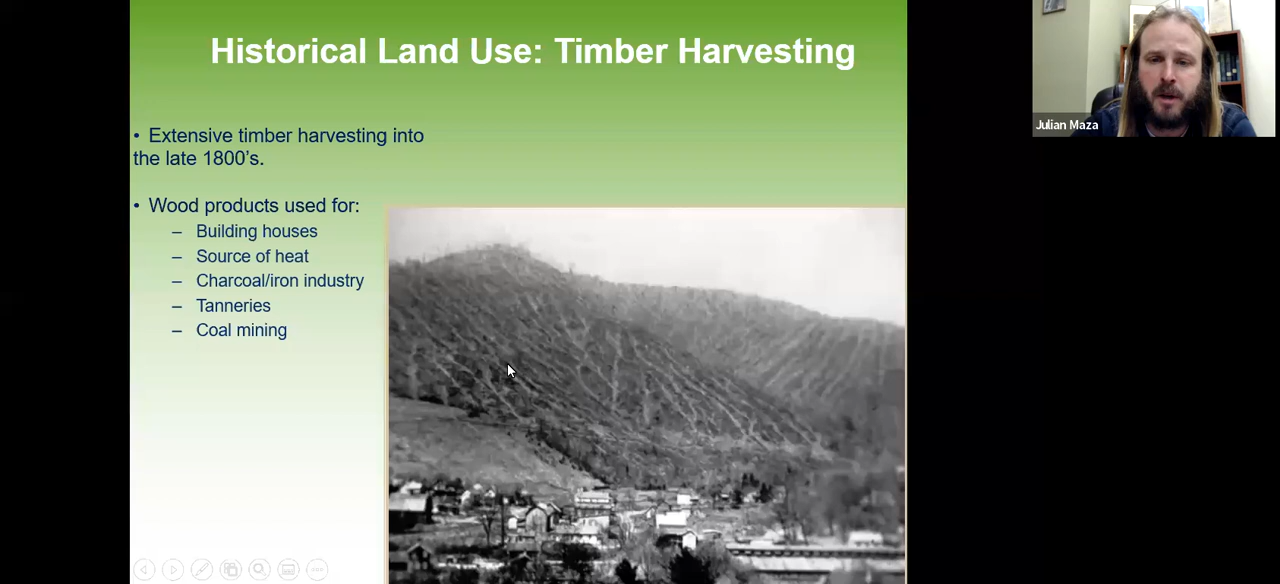 Historical Land Use: Timber Harvesting
• Extensive timber harvesting into
the late 1800's.
• Wood products used for:
– Building houses
– Source of heat
– Charcoal/iron industry
– Tanneries
– Coal mining
Julian Maza